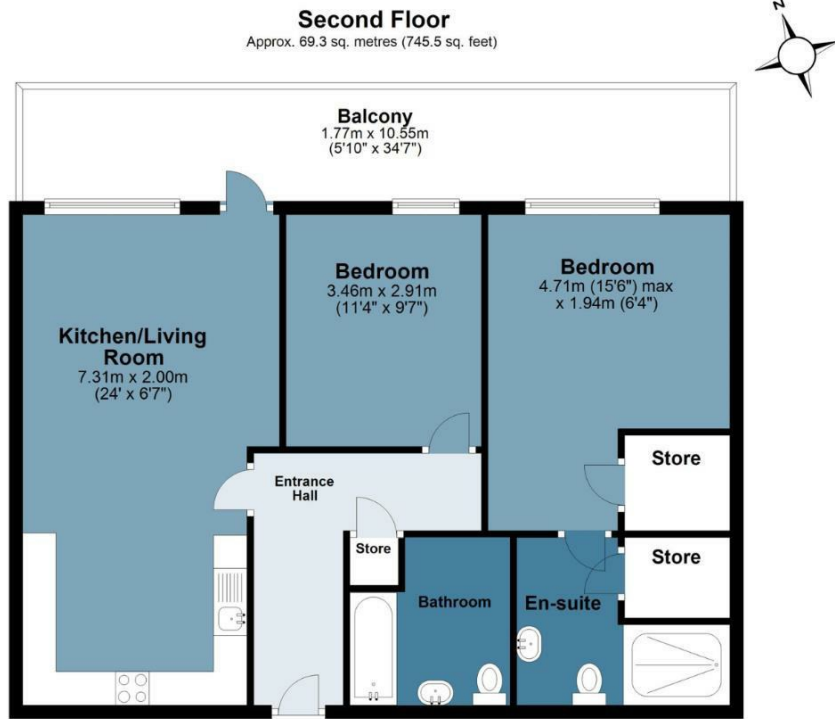 Second Floor
Approx. 69.3 sq. metres (745.5 sq. feet)
N
Balcony
1.77m x 10.55m
(5'10" x 34'7")
Kitchen/Living
Room
7.31m x 2.00m
(24' x 6'7")
Bedroom
3.46m x 2.91m
(11'4" x 9'7")
Bedroom
4.71m (15'6") max
x 1.94m (6'4")
Entrance
Hall
Store
Store
Store
Bathroom
En-suite